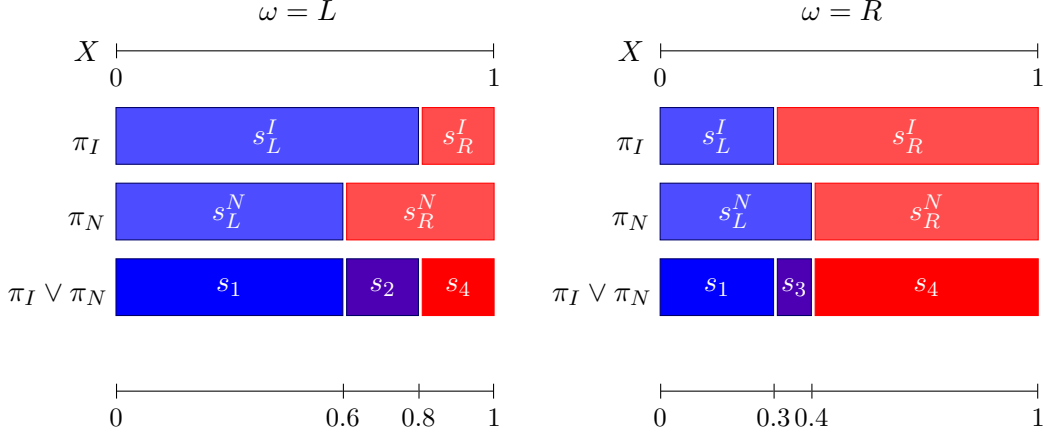 ω = L
X
0 1
π_I s_L^I s_R^I
π_N s_L^N s_R^N
π_I ∨ π_N s_1 s_2 s_4
0 0.6 0.8 1
ω = R
X
0 1
π_I s_L^I s_R^I
π_N s_L^N s_R^N
π_I ∨ π_N s_1 s_3 s_4
0 0.3 0.4 1